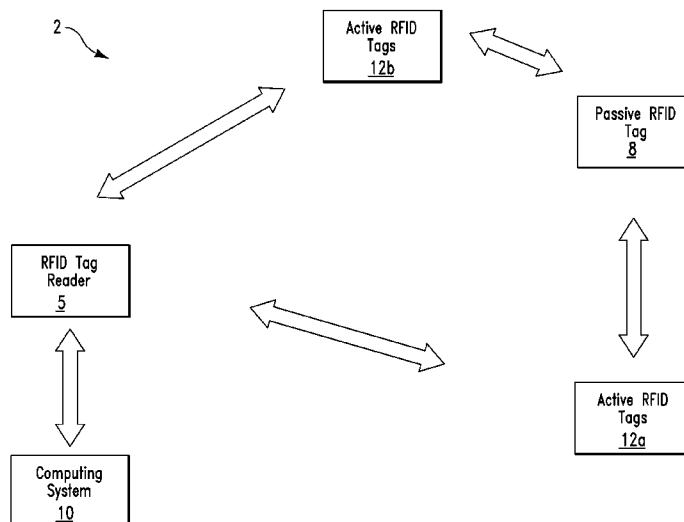 2
Active RFID
Tags
12b
Passive RFID
Tag
8
RFID Tag
Reader
5
Active RFID
Tags
12a
Computing
System
10